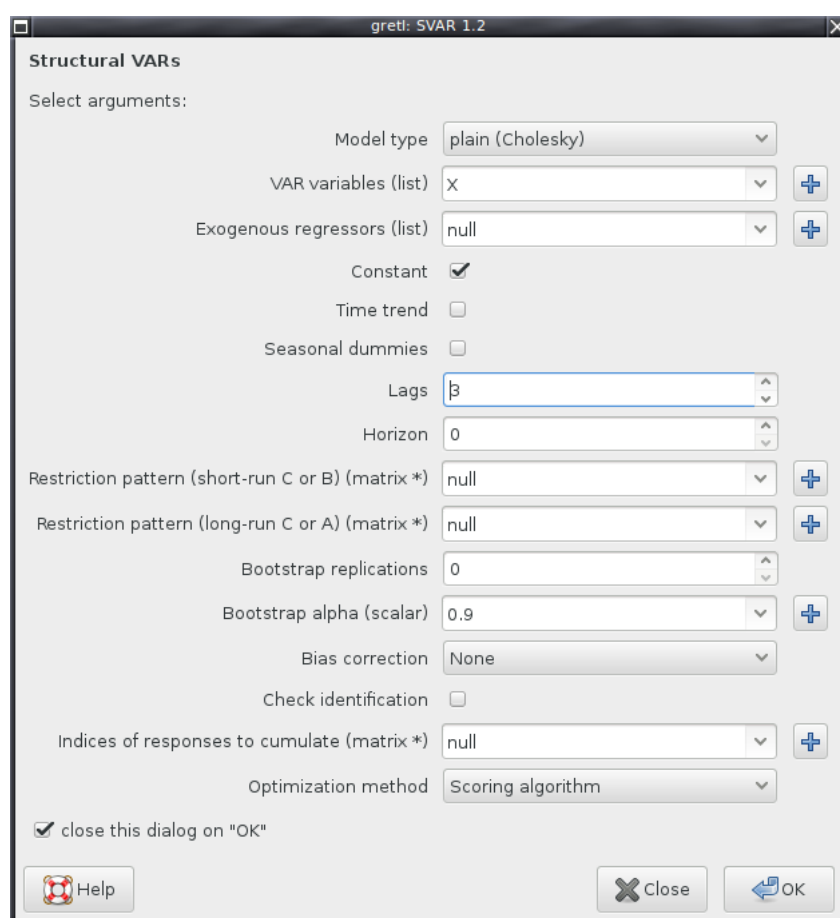 gretl: SVAR 1.2
Structural VARs
Select arguments:
Model type plain (Cholesky)
VAR variables (list) X
Exogenous regressors (list) null
Constant
Time trend
Seasonal dummies
Lags 3
Horizon 0
Restriction pattern (short-run C or B) (matrix *) null
Restriction pattern (long-run C or A) (matrix *) null
Bootstrap replications 0
Bootstrap alpha (scalar) 0.9
Bias correction None
Check identification
Indices of responses to cumulate (matrix *) null
Optimization method Scoring algorithm
close this dialog on "OK"
Help Close OK